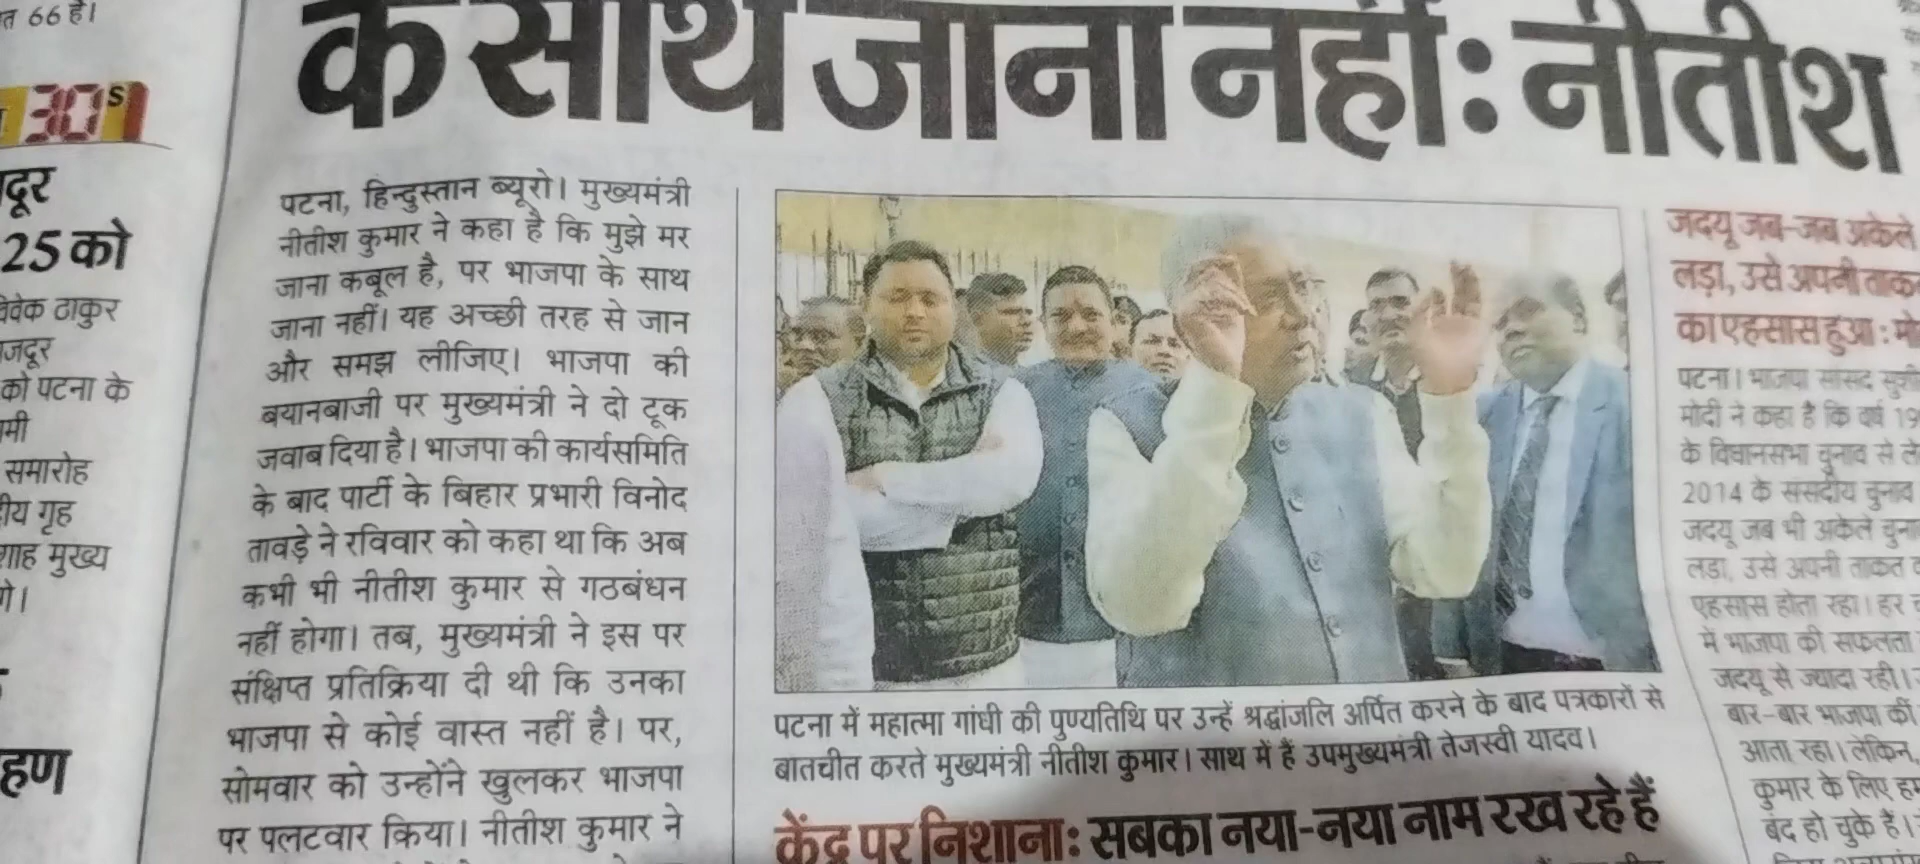 त 66 है।
30 S
दूर
25 को
विवेक ठाकुर
को पटना के
समारोह
गृह
शाह मुख्य
के साथ जाना नहीं : नीतीश
पटना, हिन्दुस्तान ब्यूरो। मुख्यमंत्री
नीतीश कुमार ने कहा है कि मुझे मर
जाना कबूल है, पर भाजपा के साथ
जाना नहीं। यह अच्छी तरह से जान
और समझ लीजिए। भाजपा की
बयानबाजी पर मुख्यमंत्री ने दो टूक
जवाब दिया है। भाजपा की कार्यसमिति
के बाद पार्टी के बिहार प्रभारी विनोद
तावड़े ने रविवार को कहा था कि अब
कभी भी नीतीश कुमार से गठबंधन
नहीं होगा। तब, मुख्यमंत्री ने इस पर
संक्षिप्त प्रतिक्रिया दी थी कि उनका
भाजपा से कोई वास्त नहीं है। पर,
सोमवार को उन्होंने खुलकर भाजपा
पर पलटवार किया। नीतीश कुमार ने
पटना में महात्मा गांधी की पुण्यतिथि पर उन्हें श्रद्धांजलि अर्पित करने के बाद पत्रकारों से
बातचीत करते मुख्यमंत्री नीतीश कुमार। साथ में हैं उपमुख्यमंत्री तेजस्वी यादव।
केंद्र पर निशाना: सबका नया-नया नाम रख रहे हैं
जदयू जब-जब अकेले
लड़ा, उसे अपनी
का एहसास हुआ :
पटना। भाजपा सांसद
मोदी ने कहा है कि वर्ष
के विधानसभा चुनाव से
2014 के संसदीय चुनाव
जदयू जब भी अकेले
लड़ा, उसे अपनी ताकत
एहसास होता रहा। हर
में भाजपा की सफलता
जदयू से ज्यादा रही।
बार-बार भाजपा की
आता रहा। लेकिन,
कुमार के लिए
बंद हो चुके हैं।